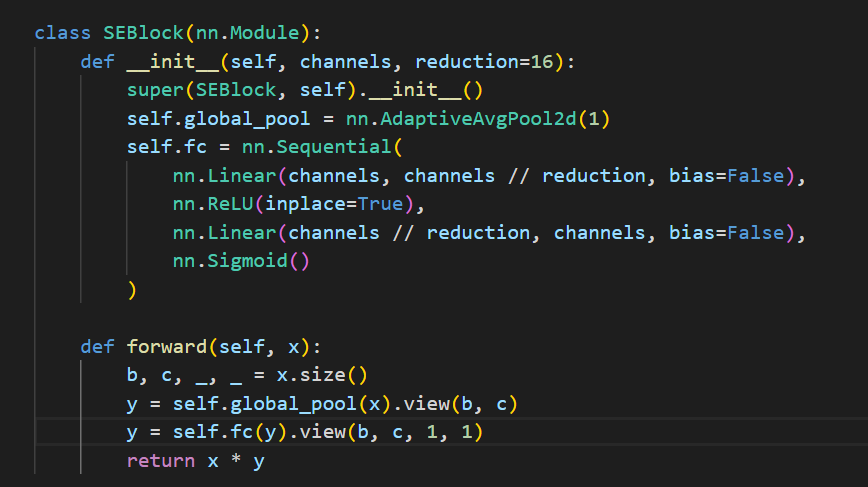 class SEBlock(nn.Module):
    def __init__(self, channels, reduction=16):
        super(SEBlock, self).__init__()
        self.global_pool = nn.AdaptiveAvgPool2d(1)
        self.fc = nn.Sequential(
            nn.Linear(channels, channels // reduction, bias=False),
            nn.ReLU(inplace=True),
            nn.Linear(channels // reduction, channels, bias=False),
            nn.Sigmoid()
        )

    def forward(self, x):
        b, c, _, _ = x.size()
        y = self.global_pool(x).view(b, c)
        y = self.fc(y).view(b, c, 1, 1)
        return x * y